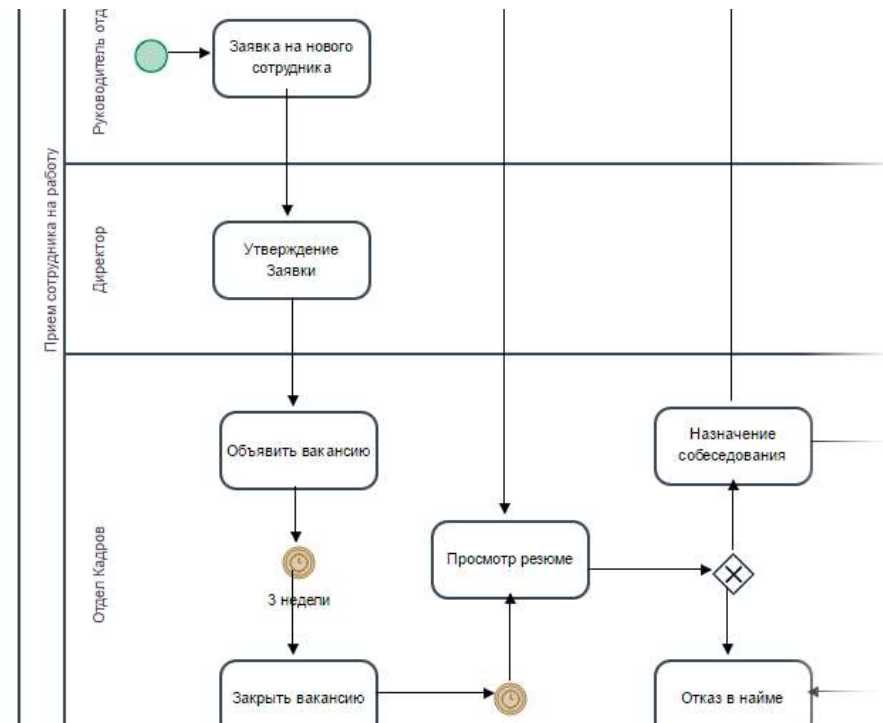 Прием сотрудника на работу
Руководитель отд
Заявка на нового
сотрудника
Директор
Утверждение
Заявки
Отдел Кадров
Объявить вакансию
3 недели
Закрыть вакансию
Просмотр резюме
Назначение
собеседования
Отказ в найме